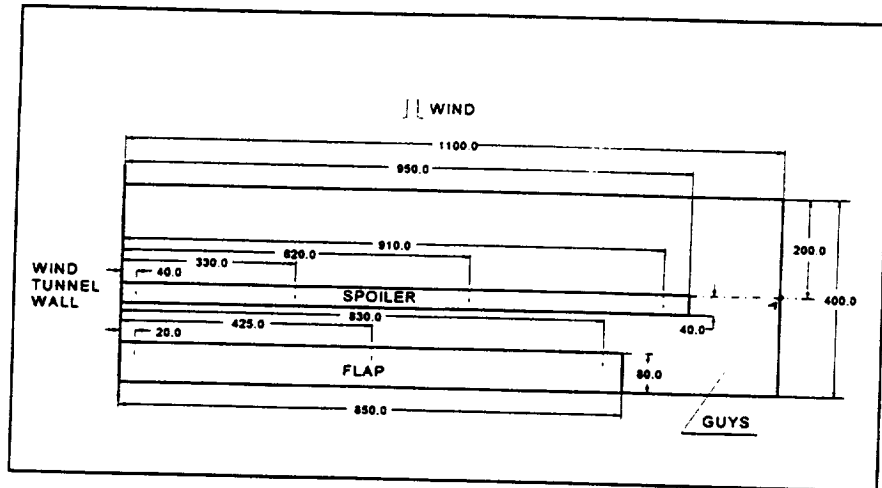 WIND
1100.0
950.0
910.0
620.0
330.0
40.0
200.0
400.0
WIND
TUNNEL
WALL
SPOILER
830.0
425.0
20.0
40.0
FLAP
80.0
850.0
GUYS